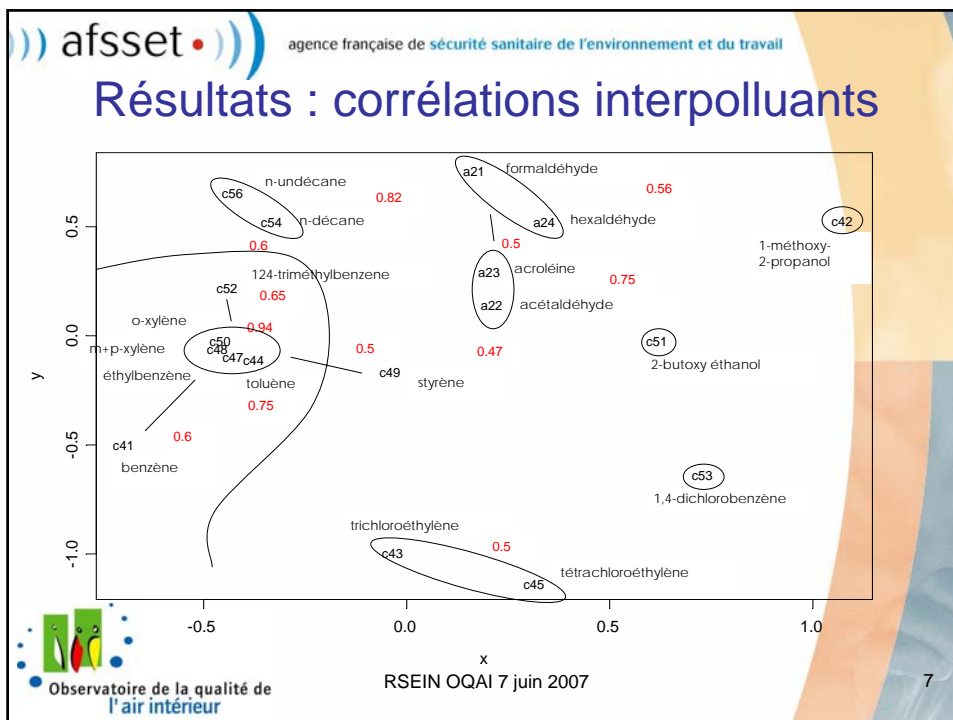 afsset
agence française de sécurité sanitaire de l'environnement et du travail
Résultats : corrélations interpolluants
a21 formaldéhyde
c56 n-undécane 0.82 0.56
c54 n-décane a24 hexaldéhyde c42
0.5
0.6 0.5 1-méthoxy-
2-propanol
124-triméthylbenzene a23 acroléine 0.75
c52 0.65 a22 acétaldéhyde
o-xylène 0.94
0.0 c50 c51
m+p-xylène c48 c47 c44 0.5 0.47
y éthylbenzène toluène c49 styrène 2-butoxy éthanol
0.75
-0.5 c41 0.6 c53
benzène 1,4-dichlorobenzène
trichloroéthylène
-1.0 c43 0.5
c45 tétrachloroéthylène
-0.5 0.0 0.5 1.0
x
Observatoire de la qualité de
l'air intérieur
RSEIN OQAI 7 juin 2007
7